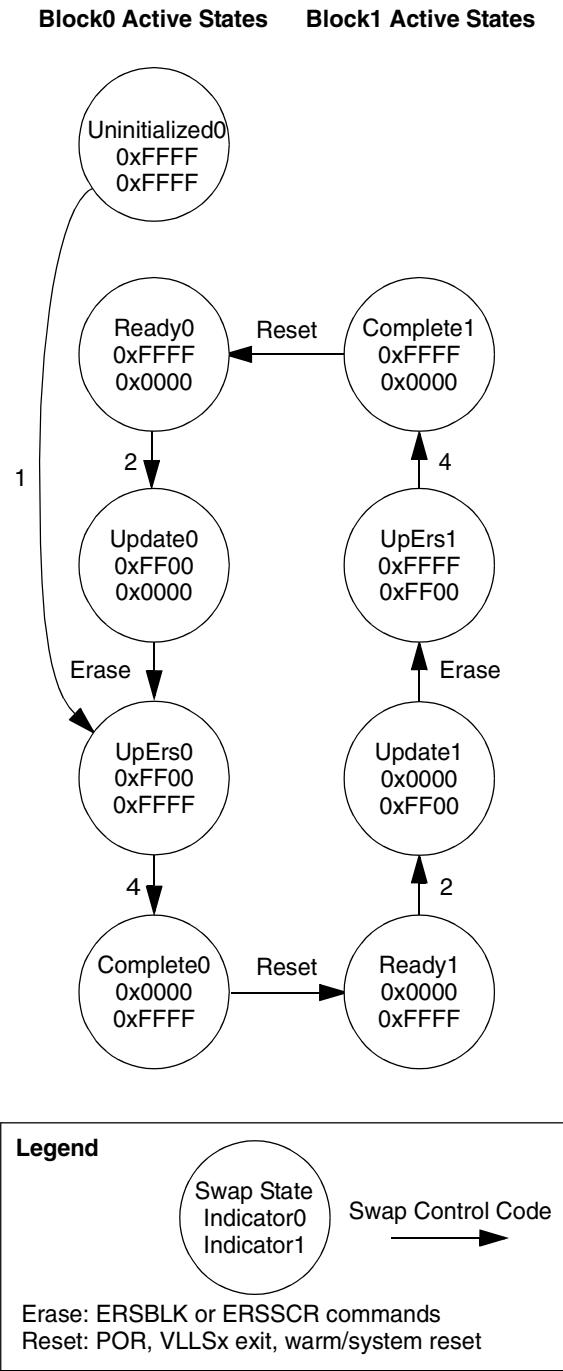 Block0 Active States
Block1 Active States
Uninitialized0
0xFFFF
0xFFFF
Ready0
0xFFFF
0x0000
Reset
Complete1
0xFFFF
0x0000
1
2
4
Update0
0xFF00
0x0000
UpErs1
0xFFFF
0xFF00
Erase
Erase
UpErs0
0xFF00
0xFFFF
Update1
0x0000
0xFF00
4
2
Complete0
0x0000
0xFFFF
Reset
Ready1
0x0000
0xFFFF
Legend
Swap State
Indicator0
Indicator1
Swap Control Code
Erase: ERSBLK or ERSSCR commands
Reset: POR, VLLSx exit, warm/system reset